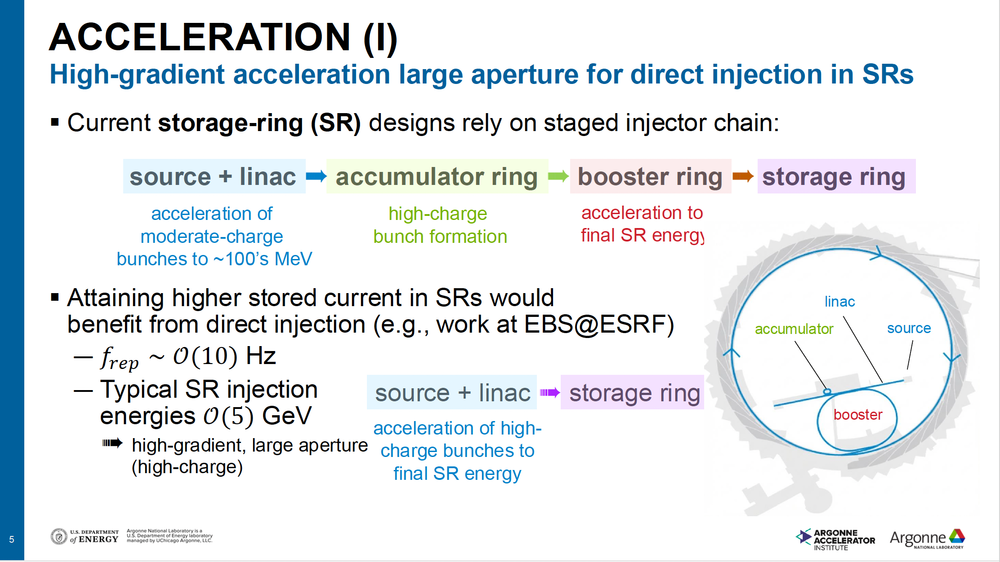 ACCELERATION (I)
High-gradient acceleration large aperture for direct injection in SRs
▪ Current storage-ring (SR) designs rely on staged injector chain:
source + linac
accumulator ring
booster ring
storage ring
acceleration of
moderate-charge
bunches to ~100's MeV
high-charge
bunch formation
acceleration to
final SR energy
▪ Attaining higher stored current in SRs would
benefit from direct injection (e.g., work at EBS@ESRF)
— f_rep ~ 𝒪(10) Hz
— Typical SR injection
energies 𝒪(5) GeV
high-gradient, large aperture
(high-charge)
source + linac
storage ring
acceleration of high-
charge bunches to
final SR energy
linac
accumulator
source
booster
5
U.S. DEPARTMENT
of ENERGY
Argonne National Laboratory is a
U.S. Department of Energy laboratory
managed by UChicago Argonne, LLC.
ARGONNE
ACCELERATOR
INSTITUTE
Argonne
NATIONAL LABORATORY